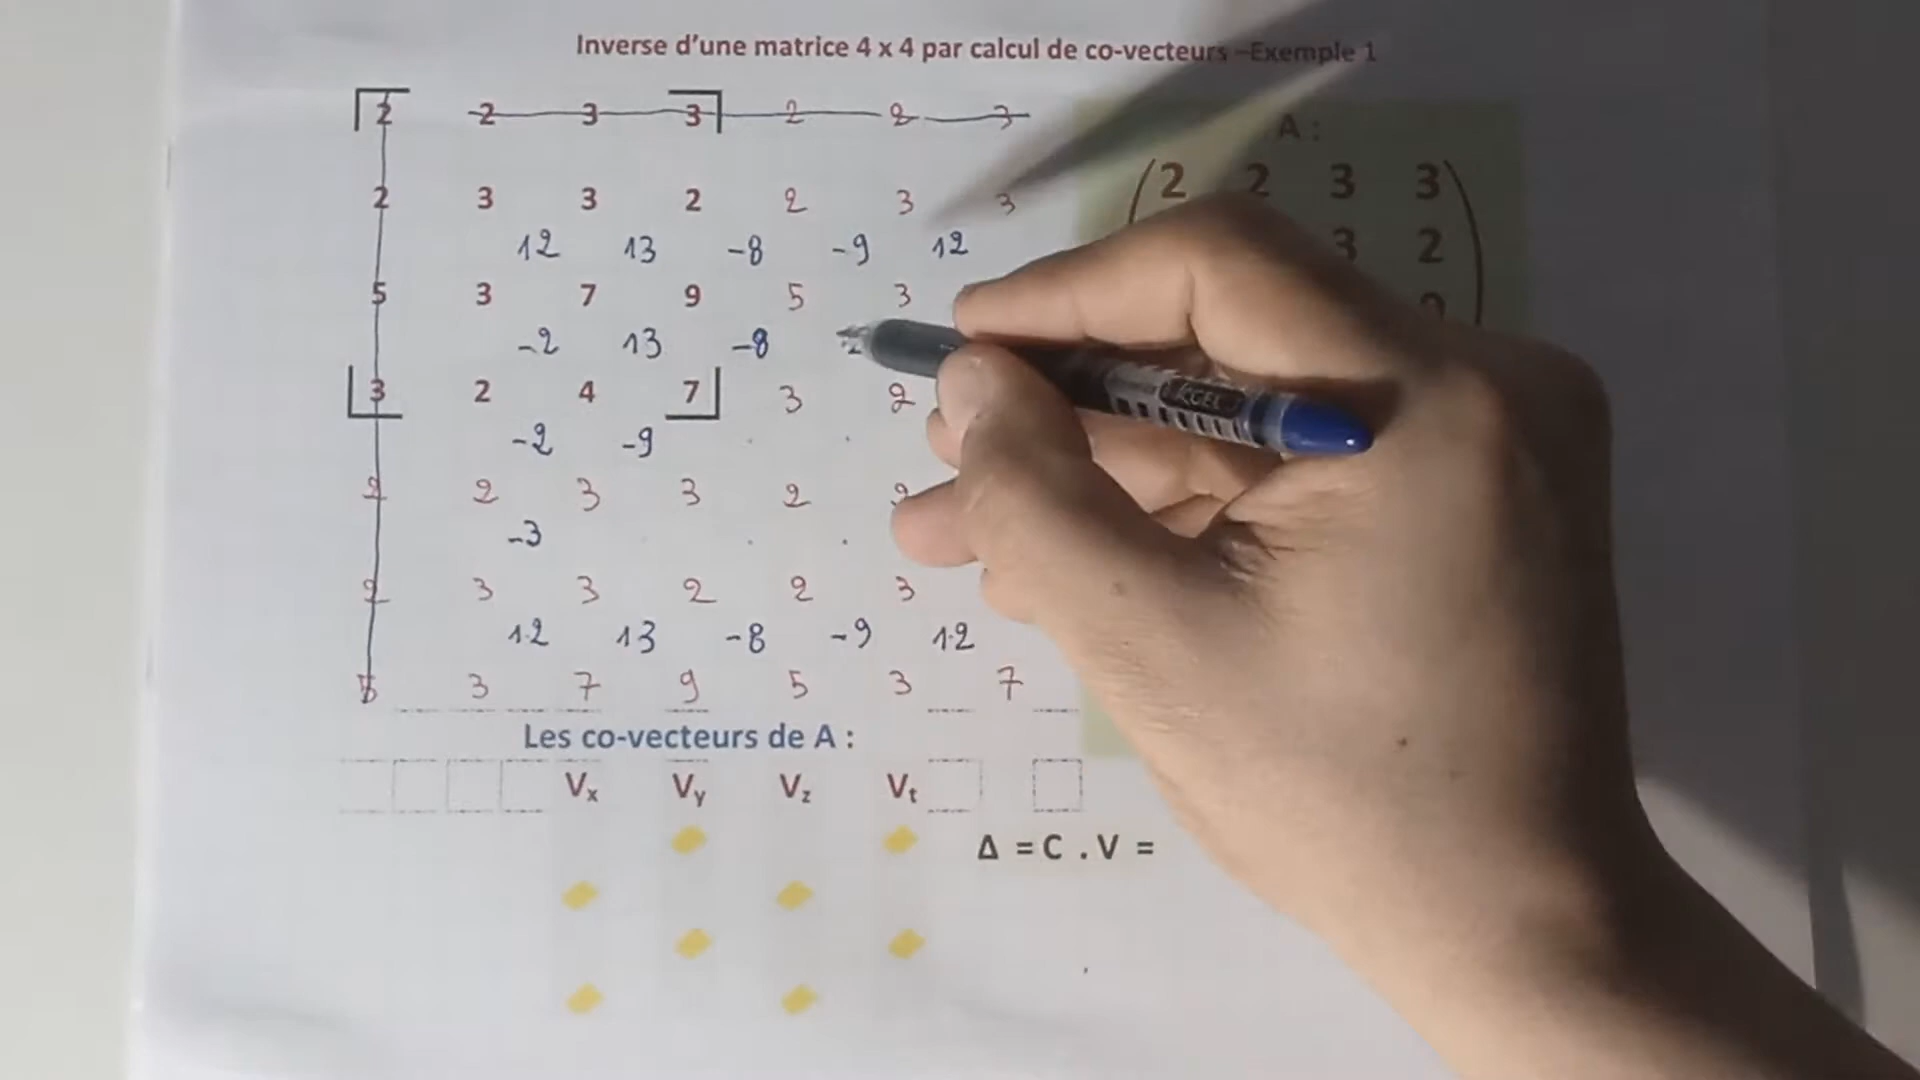 Inverse d'une matrice 4 x 4 par calcul de co-vecteurs –Exemple 1
2 2 3 3 2 2 3
A :
2 2 3 3
2 3 3 2 2 3 3
12 13 -8 -9 12
3 2
5 3 7 9 5 3
-2 13 -8
3 2 4 7 3 2
-2 -9
2 2 3 3 2
-3
2 3 3 2 2 3
12 13 -8 -9 12
5 3 7 9 5 3 7
Les co-vecteurs de A :
Vx Vy Vz Vt
Δ = C . V =